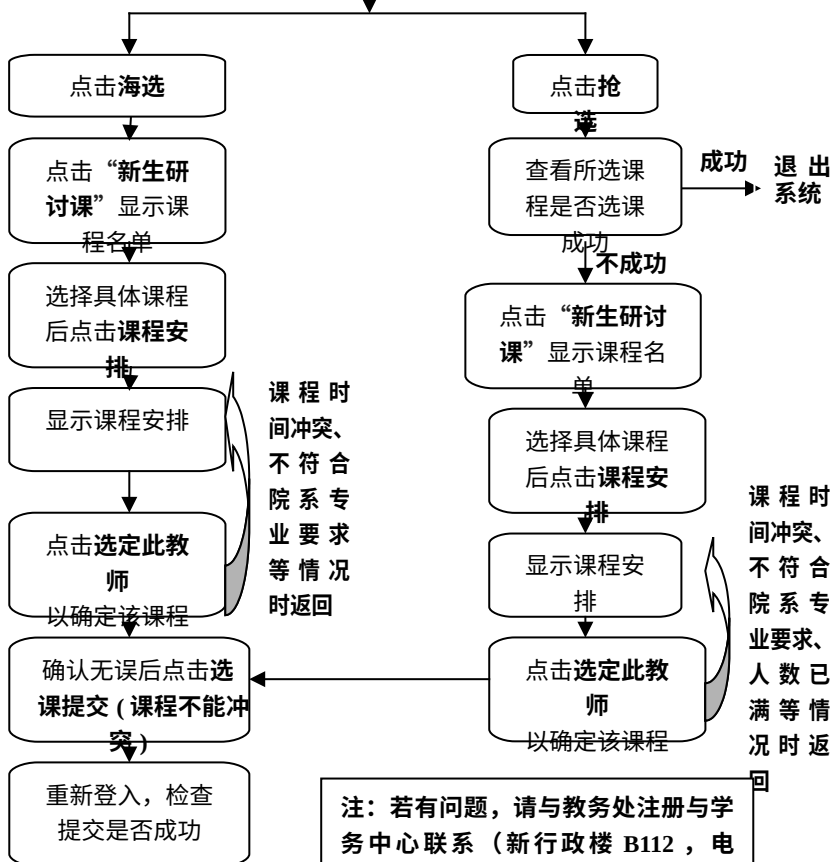 点击海选
点击“新生研
讨课”显示课
程名单
选择具体课程
后点击课程安
排
显示课程安排
课程时
间冲突、
不符合
院系专
业要求
等情况
时返回
点击选定此教
师
以确定该课程
确认无误后点击选
课提交(课程不能冲
突)
重新登入，检查
提交是否成功
点击抢
选
查看所选课
程是否选课
成功
成功
退出
系统
不成功
点击“新生研讨
课”显示课程名
单
选择具体课程
后点击课程安
排
显示课程安
排
课程时
间冲突、
不符合
院系专
业要求、
人数已
满等情
况时返
回
点击选定此教
师
以确定该课程
注：若有问题，请与教务处注册与学
务中心联系（新行政楼 B112 ，电